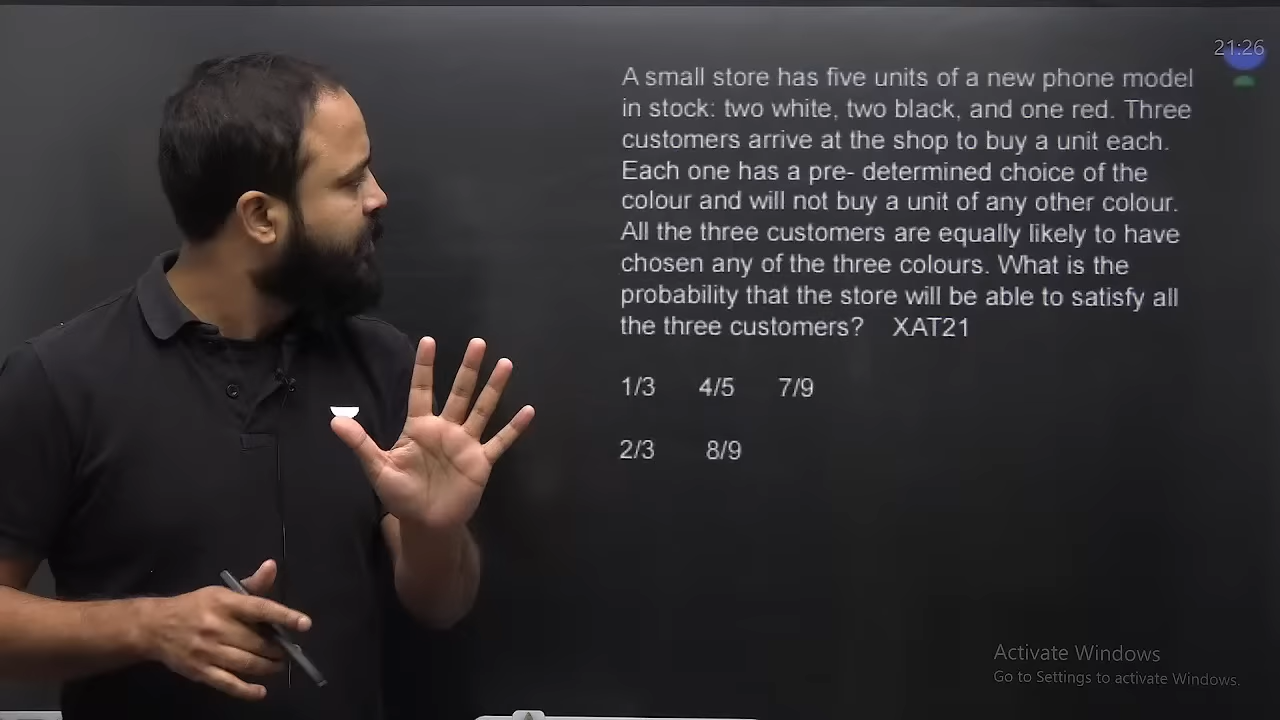 21:26
A small store has five units of a new phone model
in stock: two white, two black, and one red. Three
customers arrive at the shop to buy a unit each.
Each one has a pre- determined choice of the
colour and will not buy a unit of any other colour.
All the three customers are equally likely to have
chosen any of the three colours. What is the
probability that the store will be able to satisfy all
the three customers? XAT21
1/3 4/5 7/9
2/3 8/9
Activate Windows
Go to Settings to activate Windows.